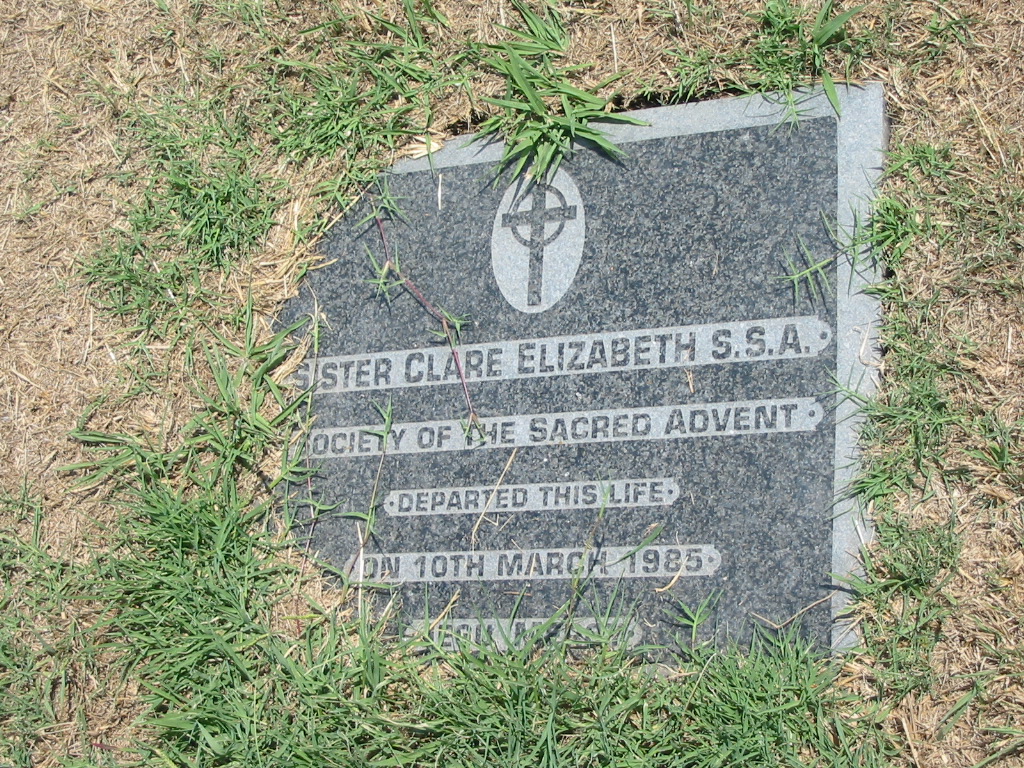 SISTER CLARE ELIZABETH S.S.A.
SOCIETY OF THE SACRED ADVENT
DEPARTED THIS LIFE
ON 10TH MARCH 1985